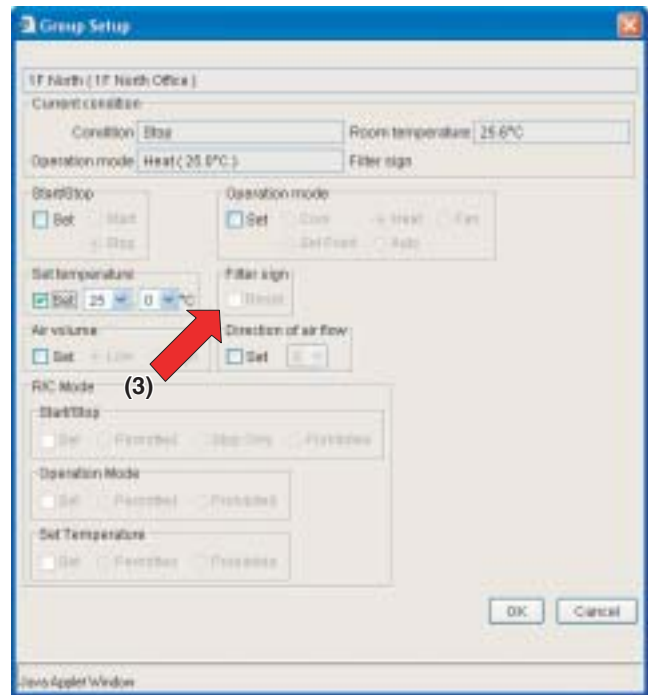 Group Setup
1F North ( 1F North Office )
Current condition
Condition Stop Room temperature 25.6°C
Operation mode Heat ( 25.0°C ) Filter sign
Start/Stop Operation mode
Set Start Set Heat Fan
Stop Set Point Auto
Set temperature Filter sign
Set 25 0 °C Reset
Air volume Direction of air flow
Set Low Set
(3)
R/C Mode
Start/Stop
Set Permitted Stop Only Prohibited
Operation Mode
Set Permitted Prohibited
Set Temperature
Set Permitted Prohibited
OK Cancel
Java Applet Window